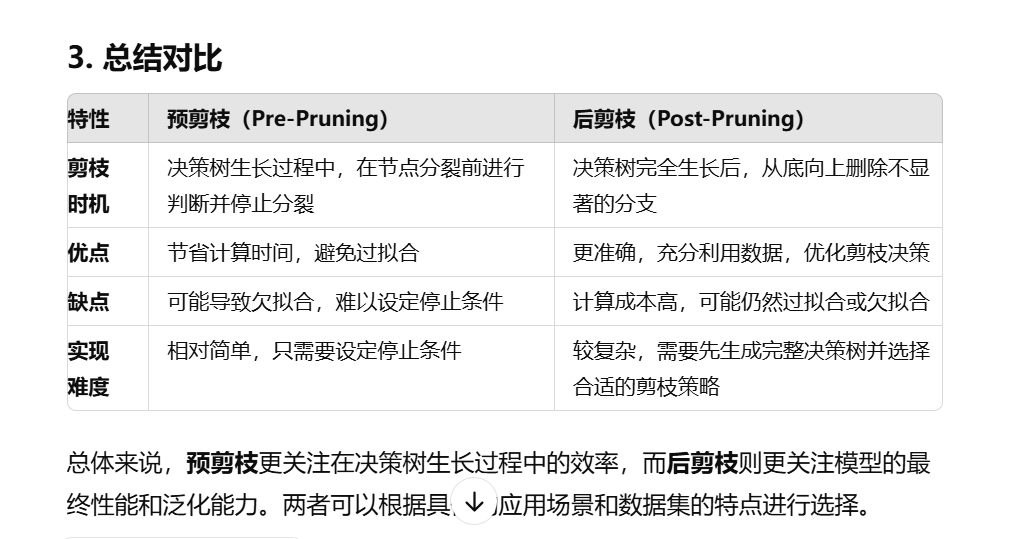 3. 总结对比
特性 预剪枝（Pre-Pruning） 后剪枝（Post-Pruning）
剪枝 决策树生长过程中，在节点分裂前进行 决策树完全生长后，从底向上删除不显
时机 判断并停止分裂 著的分支
优点 节省计算时间，避免过拟合 更准确，充分利用数据，优化剪枝决策
缺点 可能导致欠拟合，难以设定停止条件 计算成本高，可能仍然过拟合或欠拟合
实现 相对简单，只需要设定停止条件 较复杂，需要先生成完整决策树并选择
难度 合适的剪枝策略
总体来说，预剪枝更关注在决策树生长过程中的效率，而后剪枝则更关注模型的最
终性能和泛化能力。两者可以根据具 应用场景和数据集的特点进行选择。